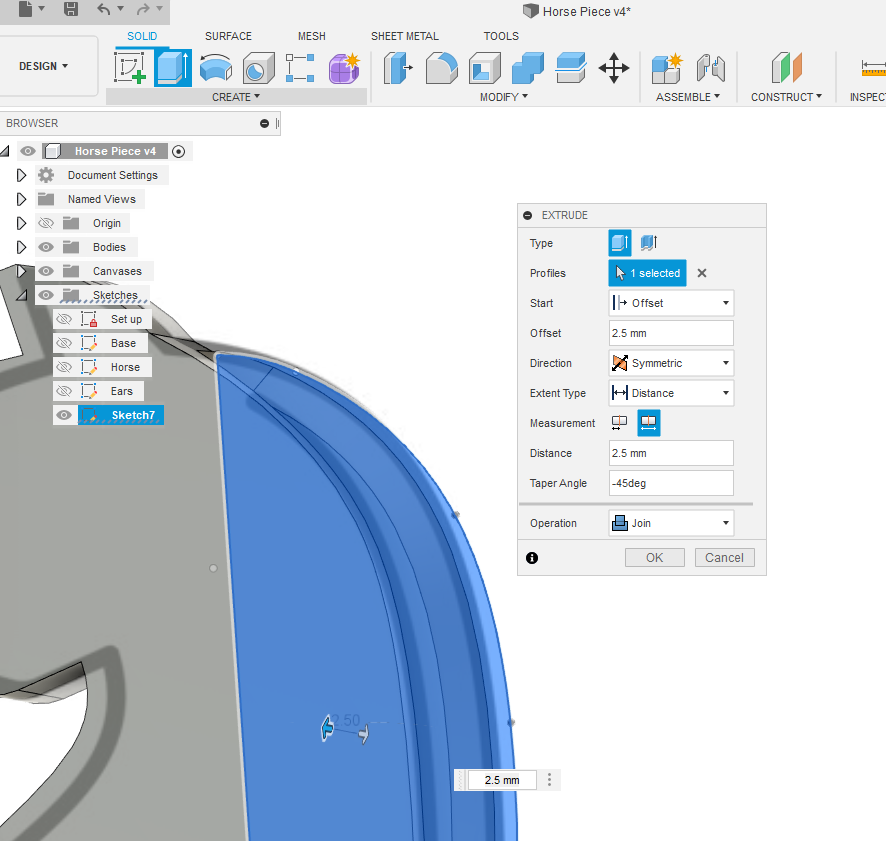 Horse Piece v4*
SOLID SURFACE MESH SHEET METAL TOOLS
DESIGN
CREATE MODIFY ASSEMBLE CONSTRUCT INSPECT
BROWSER
Horse Piece v4
Document Settings
Named Views
Origin
Bodies
Canvases
Sketches
Set up
Base
Horse
Ears
Sketch7
EXTRUDE
Type
Profiles 1 selected
Start Offset
Offset 2.5 mm
Direction Symmetric
Extent Type Distance
Measurement
Distance 2.5 mm
Taper Angle -45deg
Operation Join
OK Cancel
2.50
2.5 mm